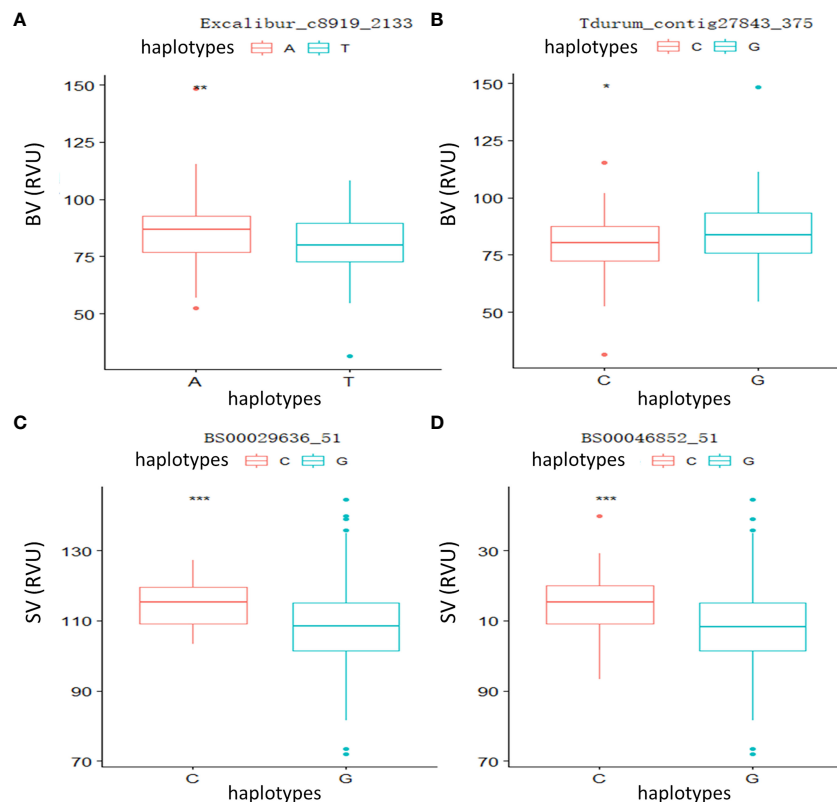 A
Excalibur_c8919_2133
haplotypes A T
**
150
125
100
75
50
BV (RVU)
A T
haplotypes
B
Tdurum_contig27843_375
haplotypes C G
*
150
125
100
75
50
BV (RVU)
C G
haplotypes
C
BS00029636_51
haplotypes C G
***
130
110
90
70
SV (RVU)
C G
haplotypes
D
BS00046852_51
haplotypes C G
***
30
10
90
70
SV (RVU)
C G
haplotypes